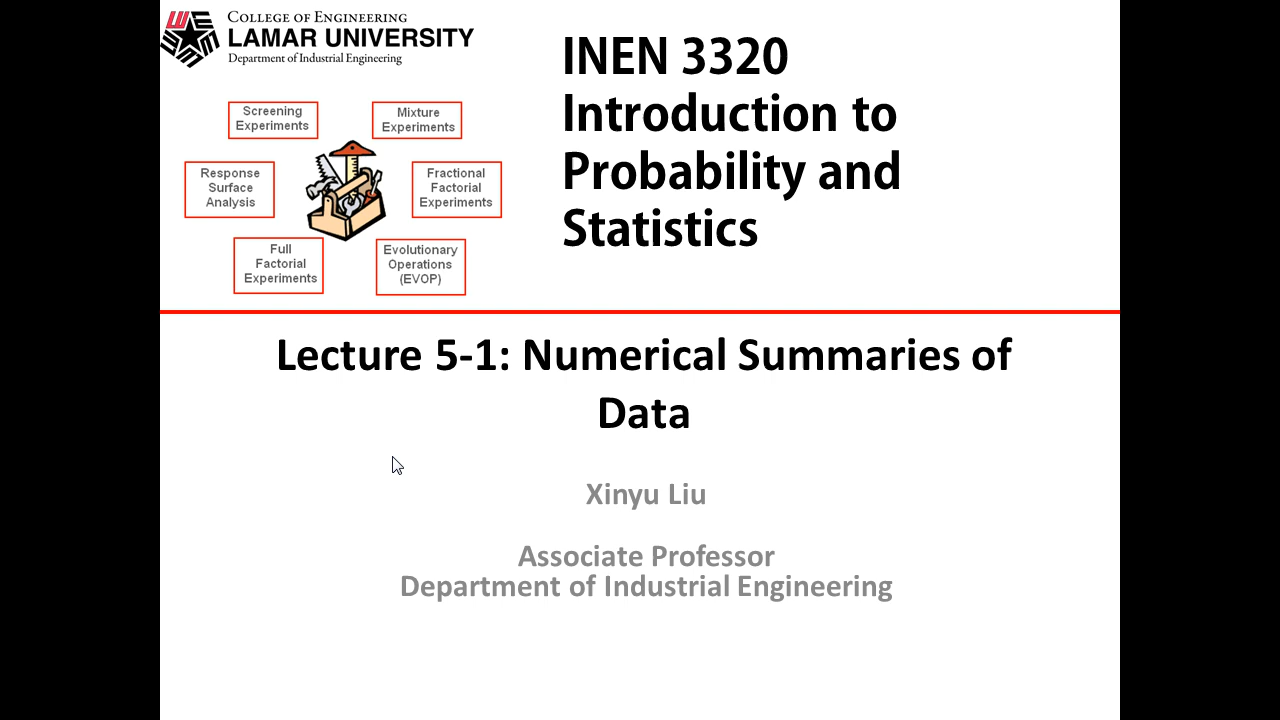 COLLEGE OF ENGINEERING
LAMAR UNIVERSITY
Department of Industrial Engineering
INEN 3320
Introduction to
Probability and
Statistics
Screening
Experiments
Mixture
Experiments
Response
Surface
Analysis
Fractional
Factorial
Experiments
Full
Factorial
Experiments
Evolutionary
Operations
(EVOP)
Lecture 5-1: Numerical Summaries of
Data
Xinyu Liu
Associate Professor
Department of Industrial Engineering